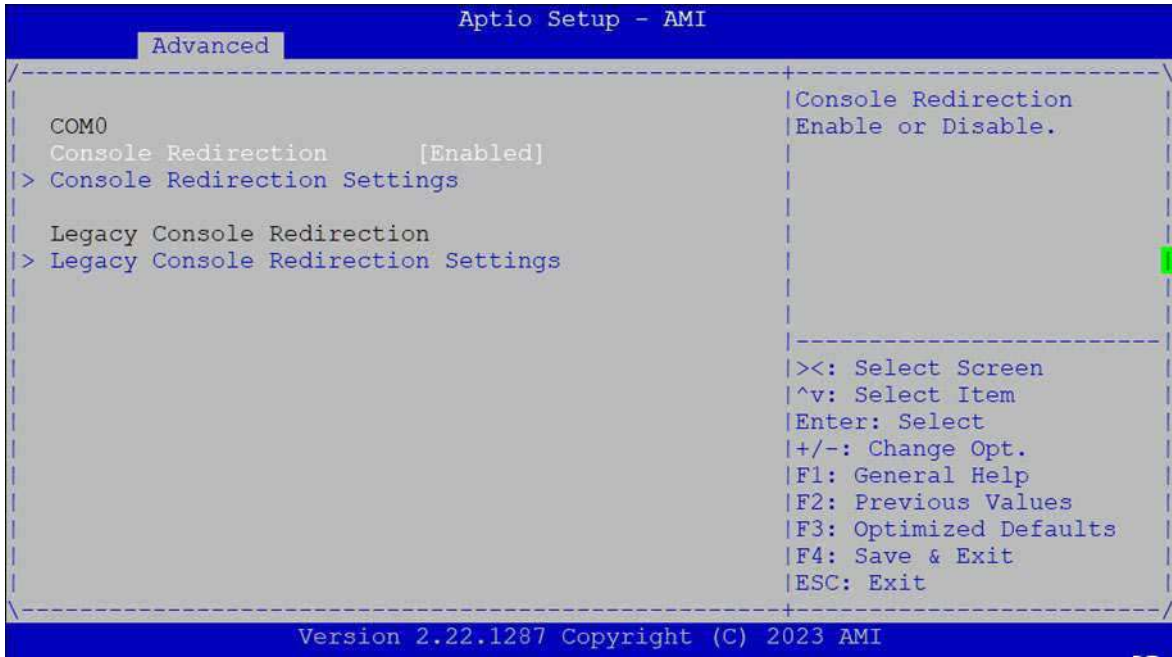 Aptio Setup - AMI
Advanced
COM0
Console Redirection [Enabled]
> Console Redirection Settings
Legacy Console Redirection
> Legacy Console Redirection Settings
Console Redirection
Enable or Disable.
><: Select Screen
^v: Select Item
Enter: Select
+/-: Change Opt.
F1: General Help
F2: Previous Values
F3: Optimized Defaults
F4: Save & Exit
ESC: Exit
Version 2.22.1287 Copyright (C) 2023 AMI